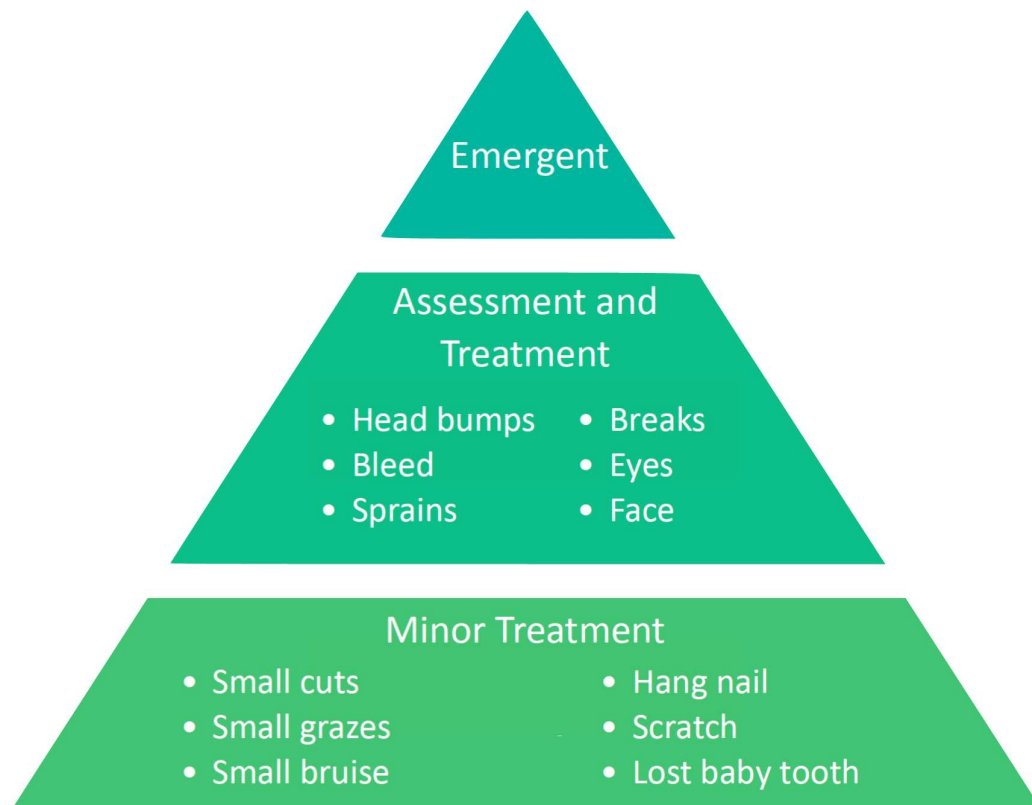 Emergent
Assessment and
Treatment
• Head bumps
• Bleed
• Sprains
• Breaks
• Eyes
• Face
Minor Treatment
• Small cuts
• Small grazes
• Small bruise
• Hang nail
• Scratch
• Lost baby tooth